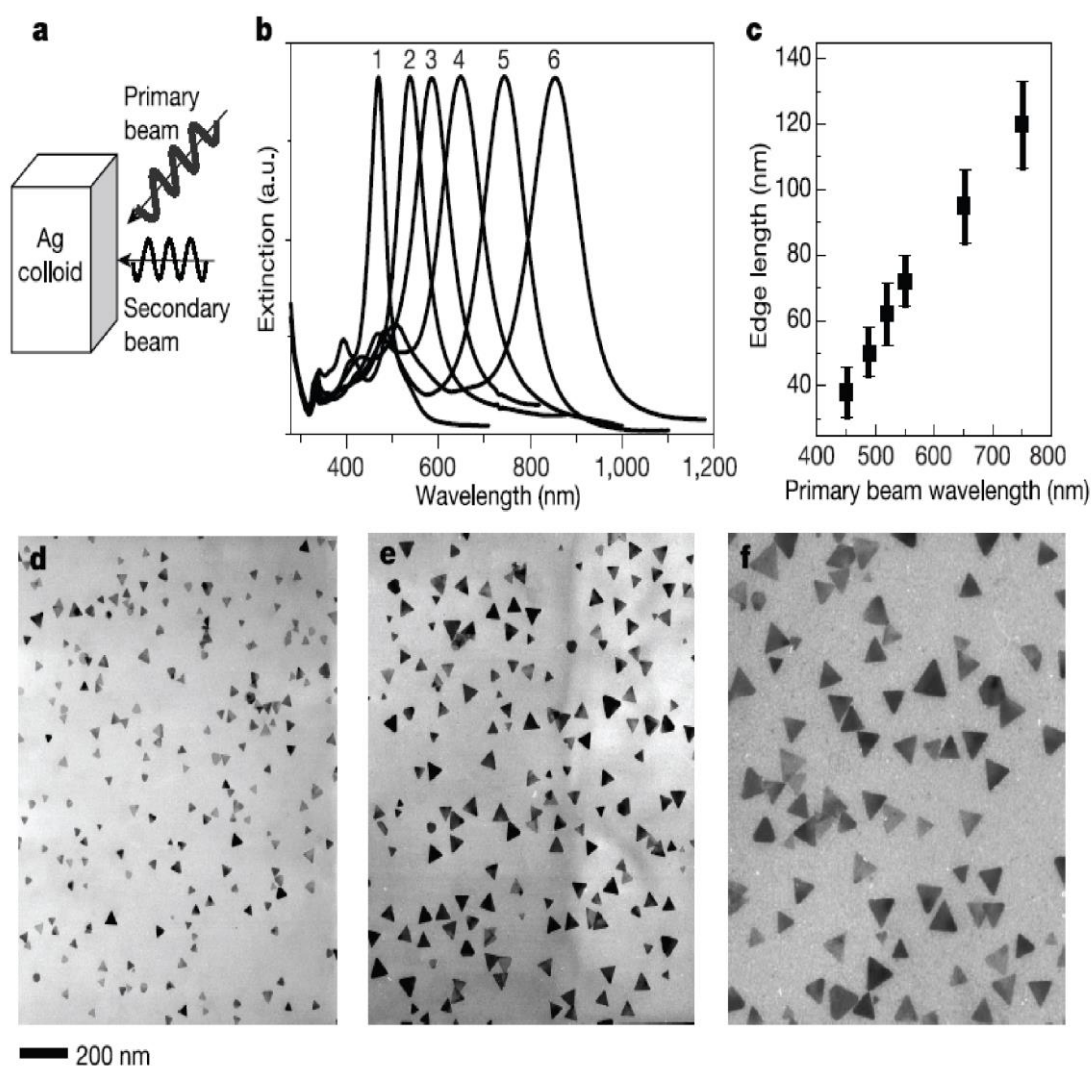 a
Primary
beam
Ag
colloid
Secondary
beam
b
1 2 3 4 5 6
Extinction (a.u.)
400 600 800 1,000 1,200
Wavelength (nm)
c
140
120
100
80
60
40
Edge length (nm)
400 500 600 700 800
Primary beam wavelength (nm)
d
e
f
200 nm